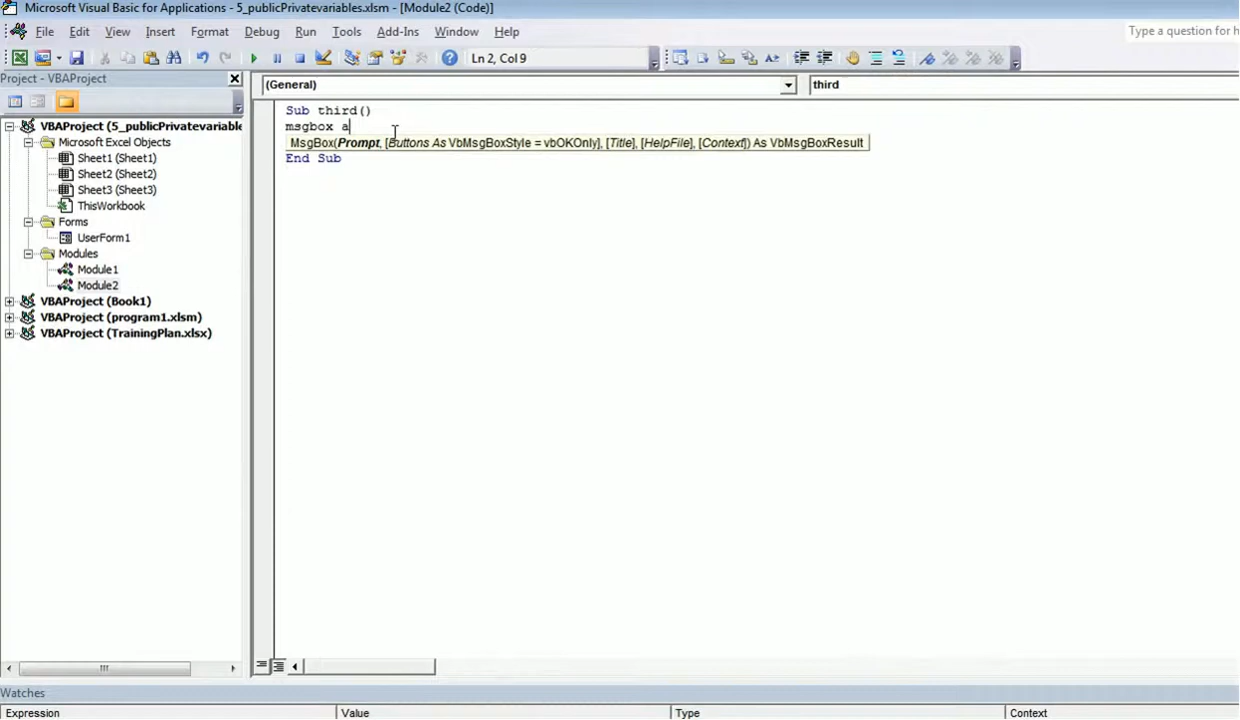 Microsoft Visual Basic for Applications - 5_publicPrivatevariables.xlsm - [Module2 (Code)]
File Edit View Insert Format Debug Run Tools Add-Ins Window Help
Type a question for h
Ln 2, Col 9
Project - VBAProject
(General)
third
VBAProject (5_publicPrivatevariable
Microsoft Excel Objects
Sheet1 (Sheet1)
Sheet2 (Sheet2)
Sheet3 (Sheet3)
ThisWorkbook
Forms
UserForm1
Modules
Module1
Module2
VBAProject (Book1)
VBAProject (program1.xlsm)
VBAProject (TrainingPlan.xlsx)
Sub third()
msgbox a
MsgBox(Prompt, [Buttons As VbMsgBoxStyle = vbOKOnly], [Title], [HelpFile], [Context]) As VbMsgBoxResult
End Sub
Watches
Expression Value Type Context